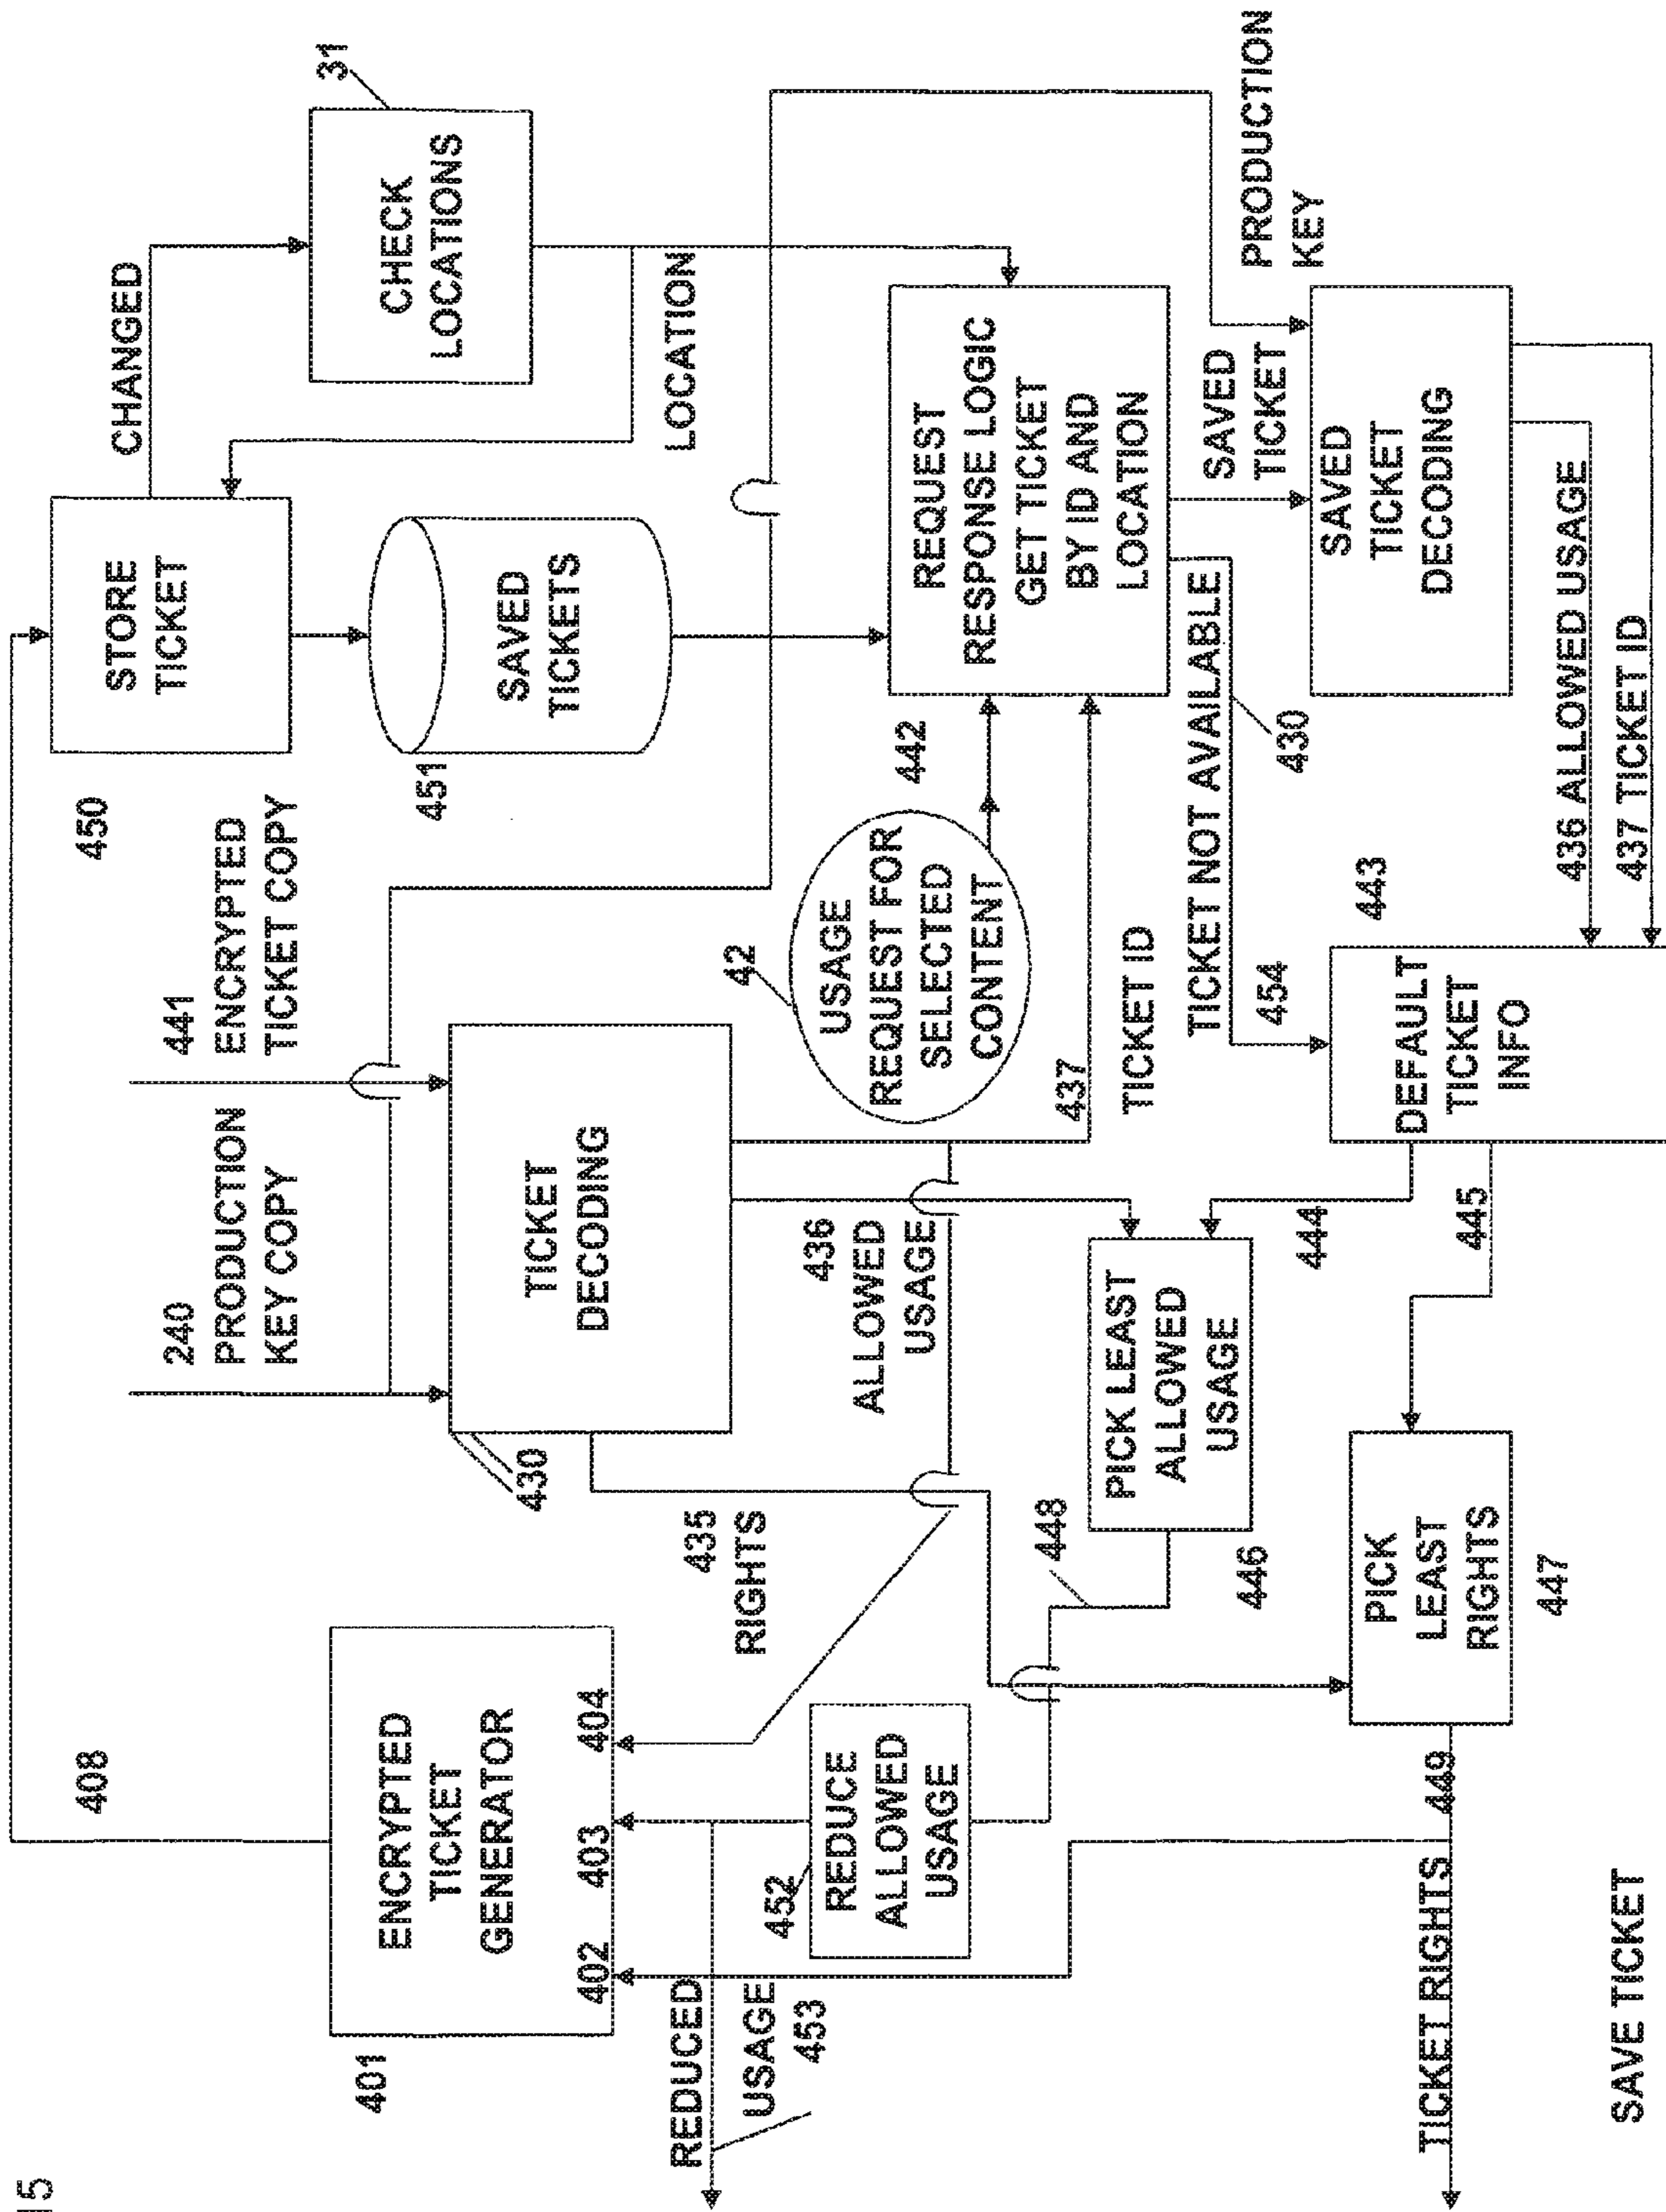 15
401
ENCRYPTED
TICKET
GENERATOR
402
403
404
408
240
PRODUCTION
KEY COPY
441
ENCRYPTED
TICKET COPY
450
STORE
TICKET
CHANGED
CHECK
LOCATIONS
31
430
TICKET
DECODING
451
SAVED
TICKETS
LOCATION
REDUCED
USAGE
453
452
REDUCE
ALLOWED
USAGE
435
RIGHTS
436
ALLOWED
USAGE
42
USAGE
REQUEST FOR
SELECTED
CONTENT
442
REQUEST
RESPONSE LOGIC
GET TICKET
BY ID AND
LOCATION
437
TICKET ID
448
PICK LEAST
ALLOWED
USAGE
446
TICKET NOT AVAILABLE
430
454
SAVED
TICKET
PRODUCTION
KEY
444
445
443
DEFAULT
TICKET
INFO
SAVED
TICKET
DECODING
436 ALLOWED USAGE
437 TICKET ID
PICK
LEAST
RIGHTS
447
449
TICKET RIGHTS
SAVE TICKET